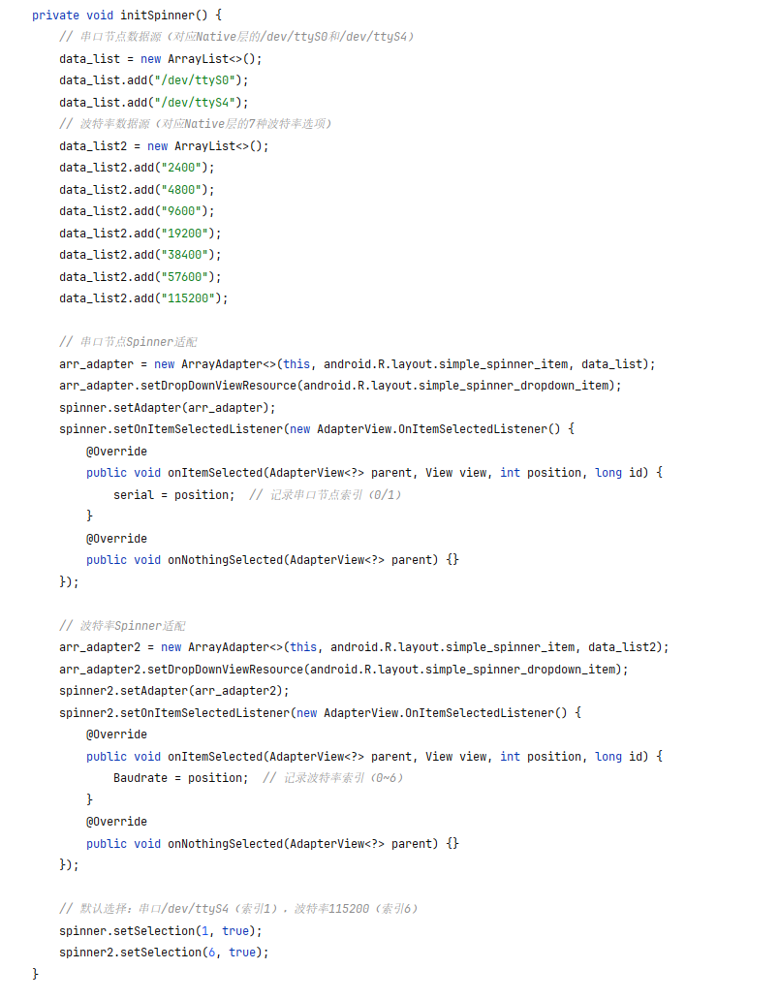 private void initSpinner() {
    // 串口节点数据源（对应Native层的/dev/ttyS0和/dev/ttyS4）
    data_list = new ArrayList<>();
    data_list.add("/dev/ttyS0");
    data_list.add("/dev/ttyS4");
    // 波特率数据源（对应Native层的7种波特率选项）
    data_list2 = new ArrayList<>();
    data_list2.add("2400");
    data_list2.add("4800");
    data_list2.add("9600");
    data_list2.add("19200");
    data_list2.add("38400");
    data_list2.add("57600");
    data_list2.add("115200");

    // 串口节点Spinner适配
    arr_adapter = new ArrayAdapter<>(this, android.R.layout.simple_spinner_item, data_list);
    arr_adapter.setDropDownViewResource(android.R.layout.simple_spinner_dropdown_item);
    spinner.setAdapter(arr_adapter);
    spinner.setOnItemSelectedListener(new AdapterView.OnItemSelectedListener() {
        @Override
        public void onItemSelected(AdapterView<?> parent, View view, int position, long id) {
            serial = position;  // 记录串口节点索引（0/1）
        }
        @Override
        public void onNothingSelected(AdapterView<?> parent) {}
    });

    // 波特率Spinner适配
    arr_adapter2 = new ArrayAdapter<>(this, android.R.layout.simple_spinner_item, data_list2);
    arr_adapter2.setDropDownViewResource(android.R.layout.simple_spinner_dropdown_item);
    spinner2.setAdapter(arr_adapter2);
    spinner2.setOnItemSelectedListener(new AdapterView.OnItemSelectedListener() {
        @Override
        public void onItemSelected(AdapterView<?> parent, View view, int position, long id) {
            Baudrate = position;  // 记录波特率索引（0~6）
        }
        @Override
        public void onNothingSelected(AdapterView<?> parent) {}
    });

    // 默认选择：串口/dev/ttyS4（索引1），波特率115200（索引6）
    spinner.setSelection(1, true);
    spinner2.setSelection(6, true);
}